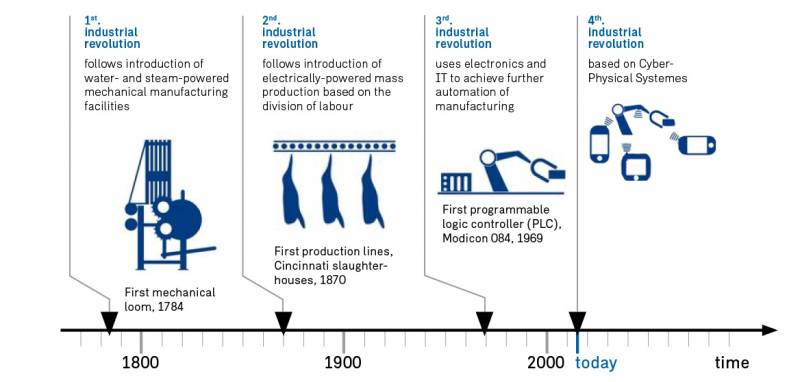 1st.
industrial
revolution
follows introduction of
water- and steam-powered
mechanical manufacturing
facilities
First mechanical
loom, 1784
2nd.
industrial
revolution
follows introduction of
electrically-powered mass
production based on the
division of labour
First production lines,
Cincinnati slaughter-
houses, 1870
3rd.
industrial
revolution
uses electronics and
IT to achieve further
automation of
manufacturing
First programmable
logic controller (PLC),
Modicon 084, 1969
4th.
industrial
revolution
based on Cyber-
Physical Systemes
1800
1900
2000
today
time